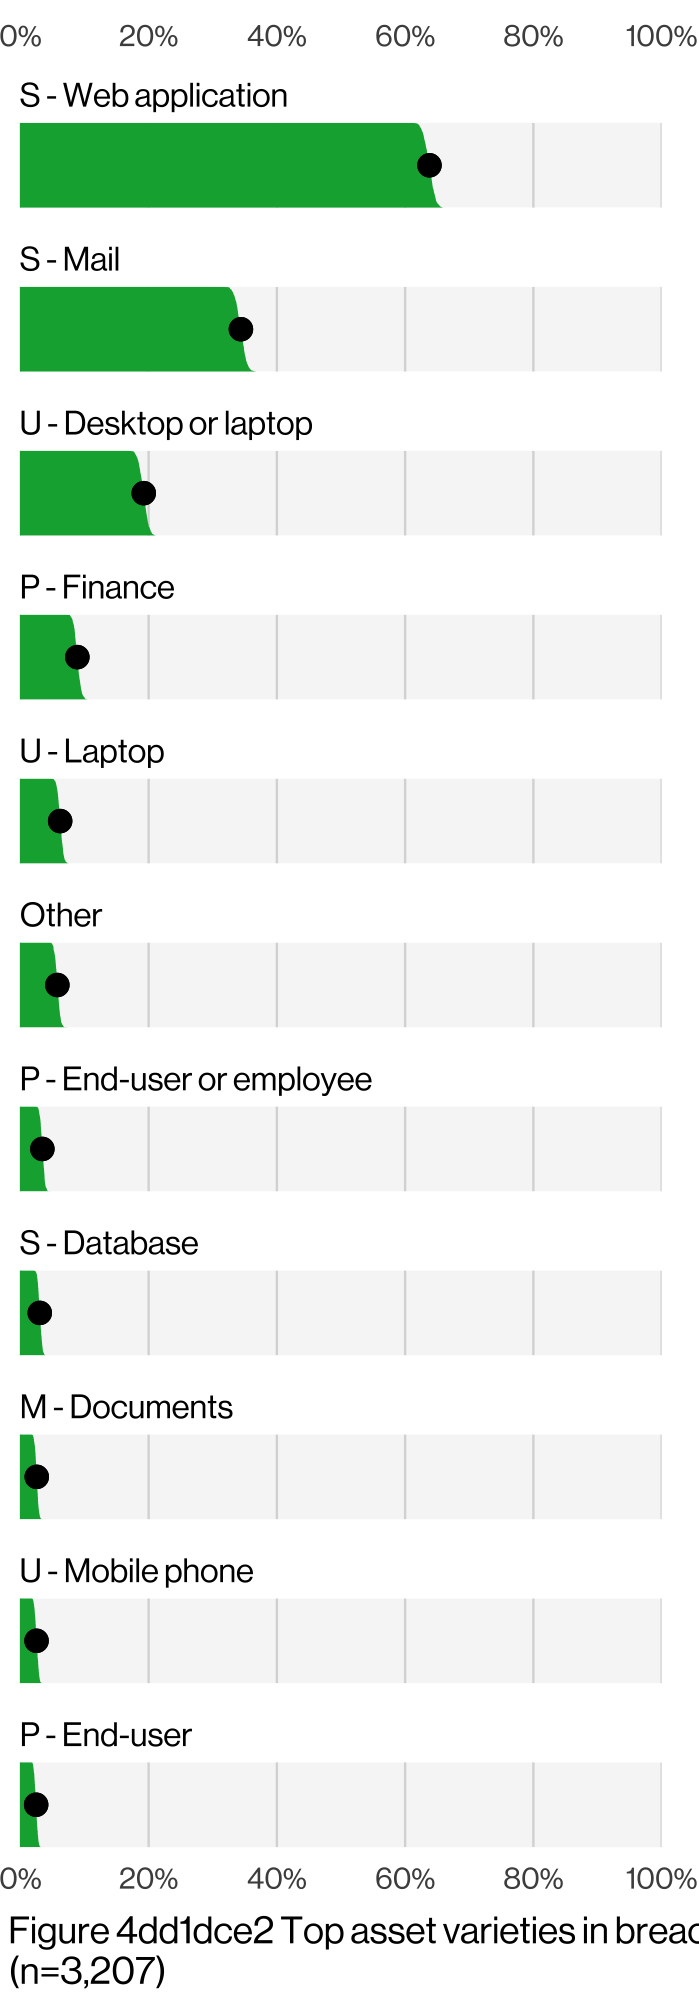 0% 20% 40% 60% 80% 100%
S - Web application
S - Mail
U - Desktop or laptop
P - Finance
U - Laptop
Other
P - End-user or employee
S - Database
M - Documents
U - Mobile phone
P - End-user
0% 20% 40% 60% 80% 100%
Figure 4dd1dce2 Top asset varieties in
(n=3,207)